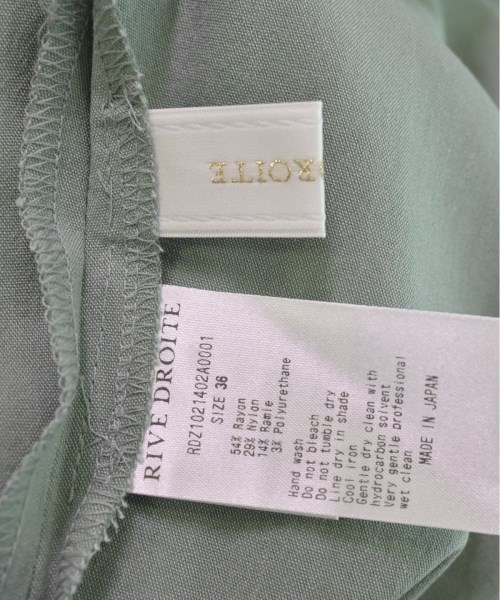 DROITE
RIVE DROITE
RDZ1021402A0001
SIZE 36
54% Rayon
29% Nylon
14% Ramie
3% Polyurethane
Hand wash
Do not bleach
Do not tumble dry
Line dry in shade
Cool iron
Gentle dry clean with
hydrocarbon solvent
Very gentle professional
wet clean
MADE IN JAPAN